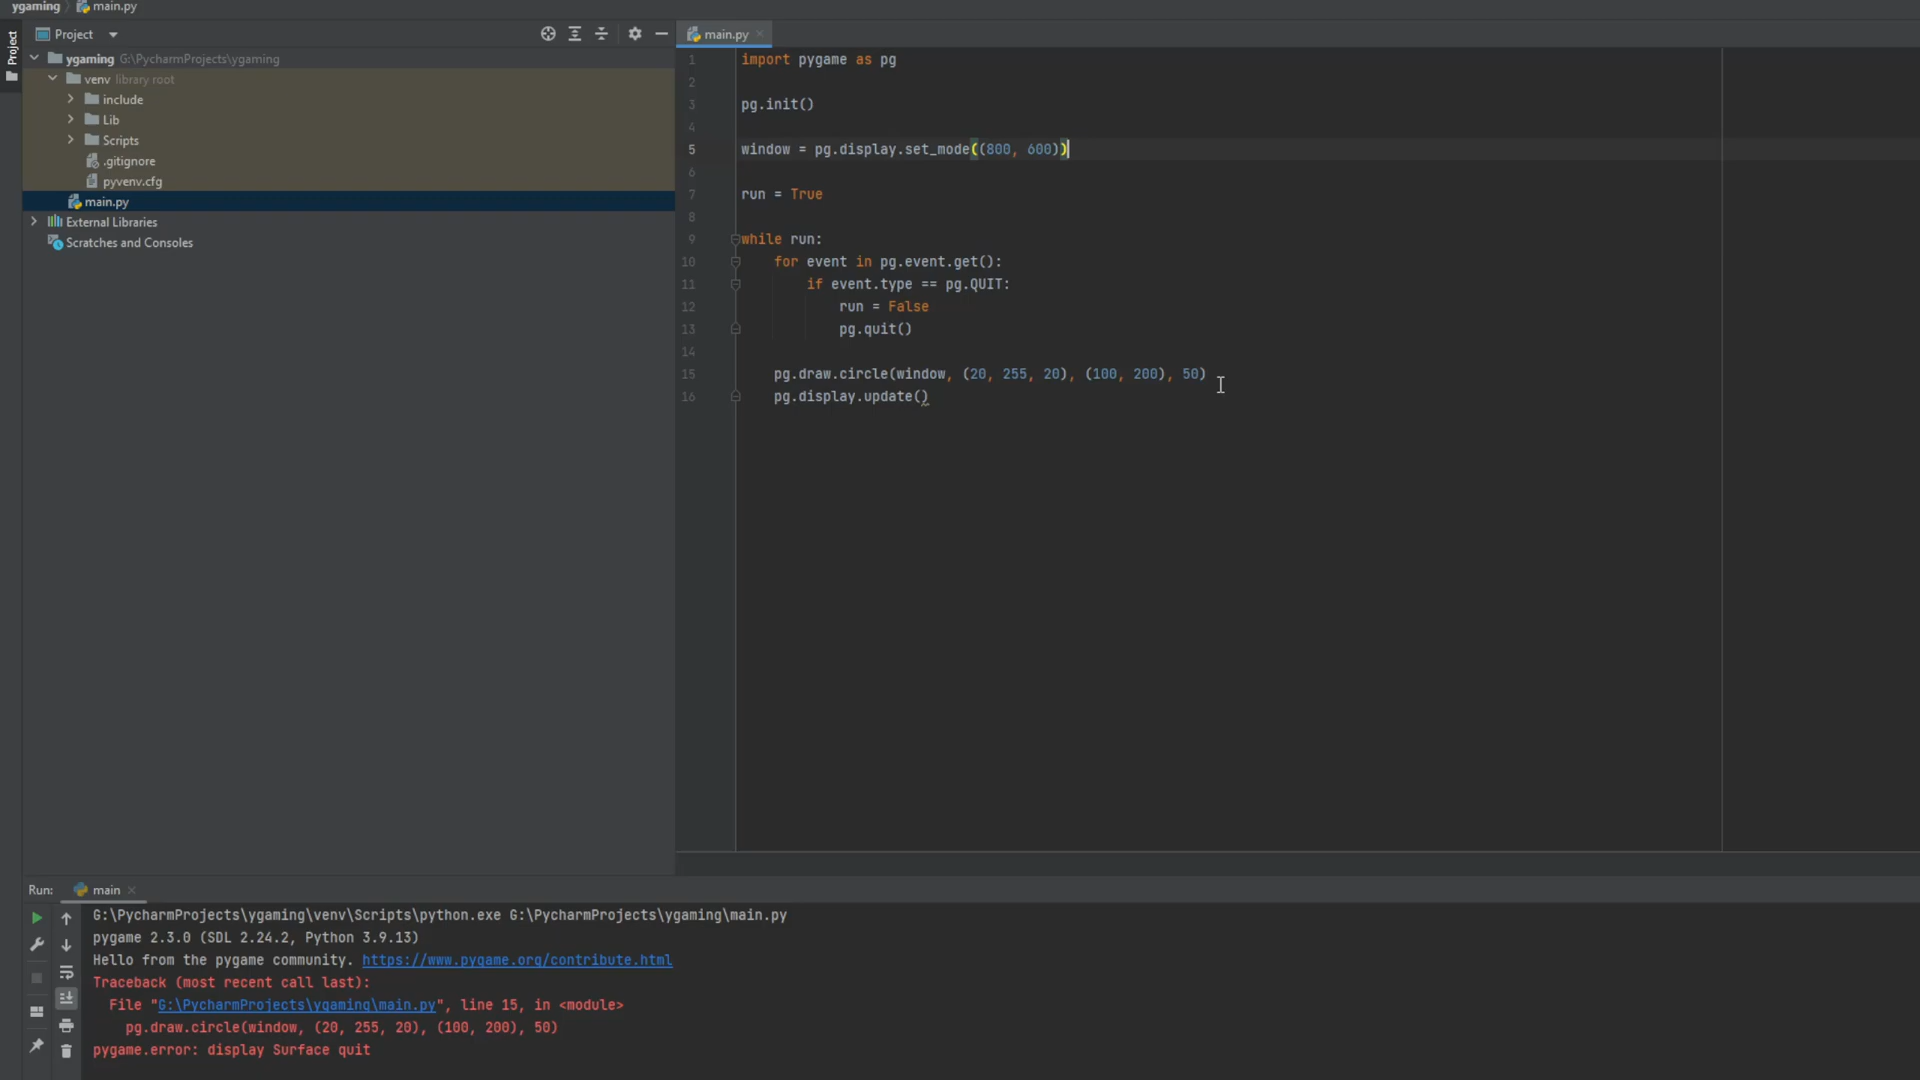 ygaming main.py
Project
Project
ygaming G:\PycharmProjects\ygaming
venv library root
include
Lib
Scripts
.gitignore
pyvenv.cfg
main.py
External Libraries
Scratches and Consoles
main.py
1 import pygame as pg
2
3 pg.init()
4
5 window = pg.display.set_mode((800, 600))
6
7 run = True
8
9 while run:
10 for event in pg.event.get():
11 if event.type == pg.QUIT:
12 run = False
13 pg.quit()
14
15 pg.draw.circle(window, (20, 255, 20), (100, 200), 50)
16 pg.display.update()
Run: main
G:\PycharmProjects\ygaming\venv\Scripts\python.exe G:\PycharmProjects\ygaming\main.py
pygame 2.3.0 (SDL 2.24.2, Python 3.9.13)
Hello from the pygame community. https://www.pygame.org/contribute.html
Traceback (most recent call last):
File "G:\PycharmProjects\ygaming\main.py", line 15, in <module>
pg.draw.circle(window, (20, 255, 20), (100, 200), 50)
pygame.error: display Surface quit